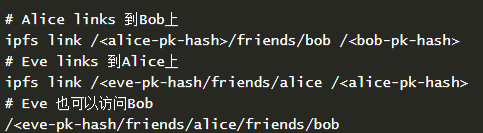 # Alice links 到Bob上
ipfs link /<alice-pk-hash>/friends/bob /<bob-pk-hash>
# Eve links 到Alice上
ipfs link /<eve-pk-hash/friends/alice /<alice-pk-hash>
# Eve 也可以访问Bob
/<eve-pk-hash/friends/alice/friends/bob